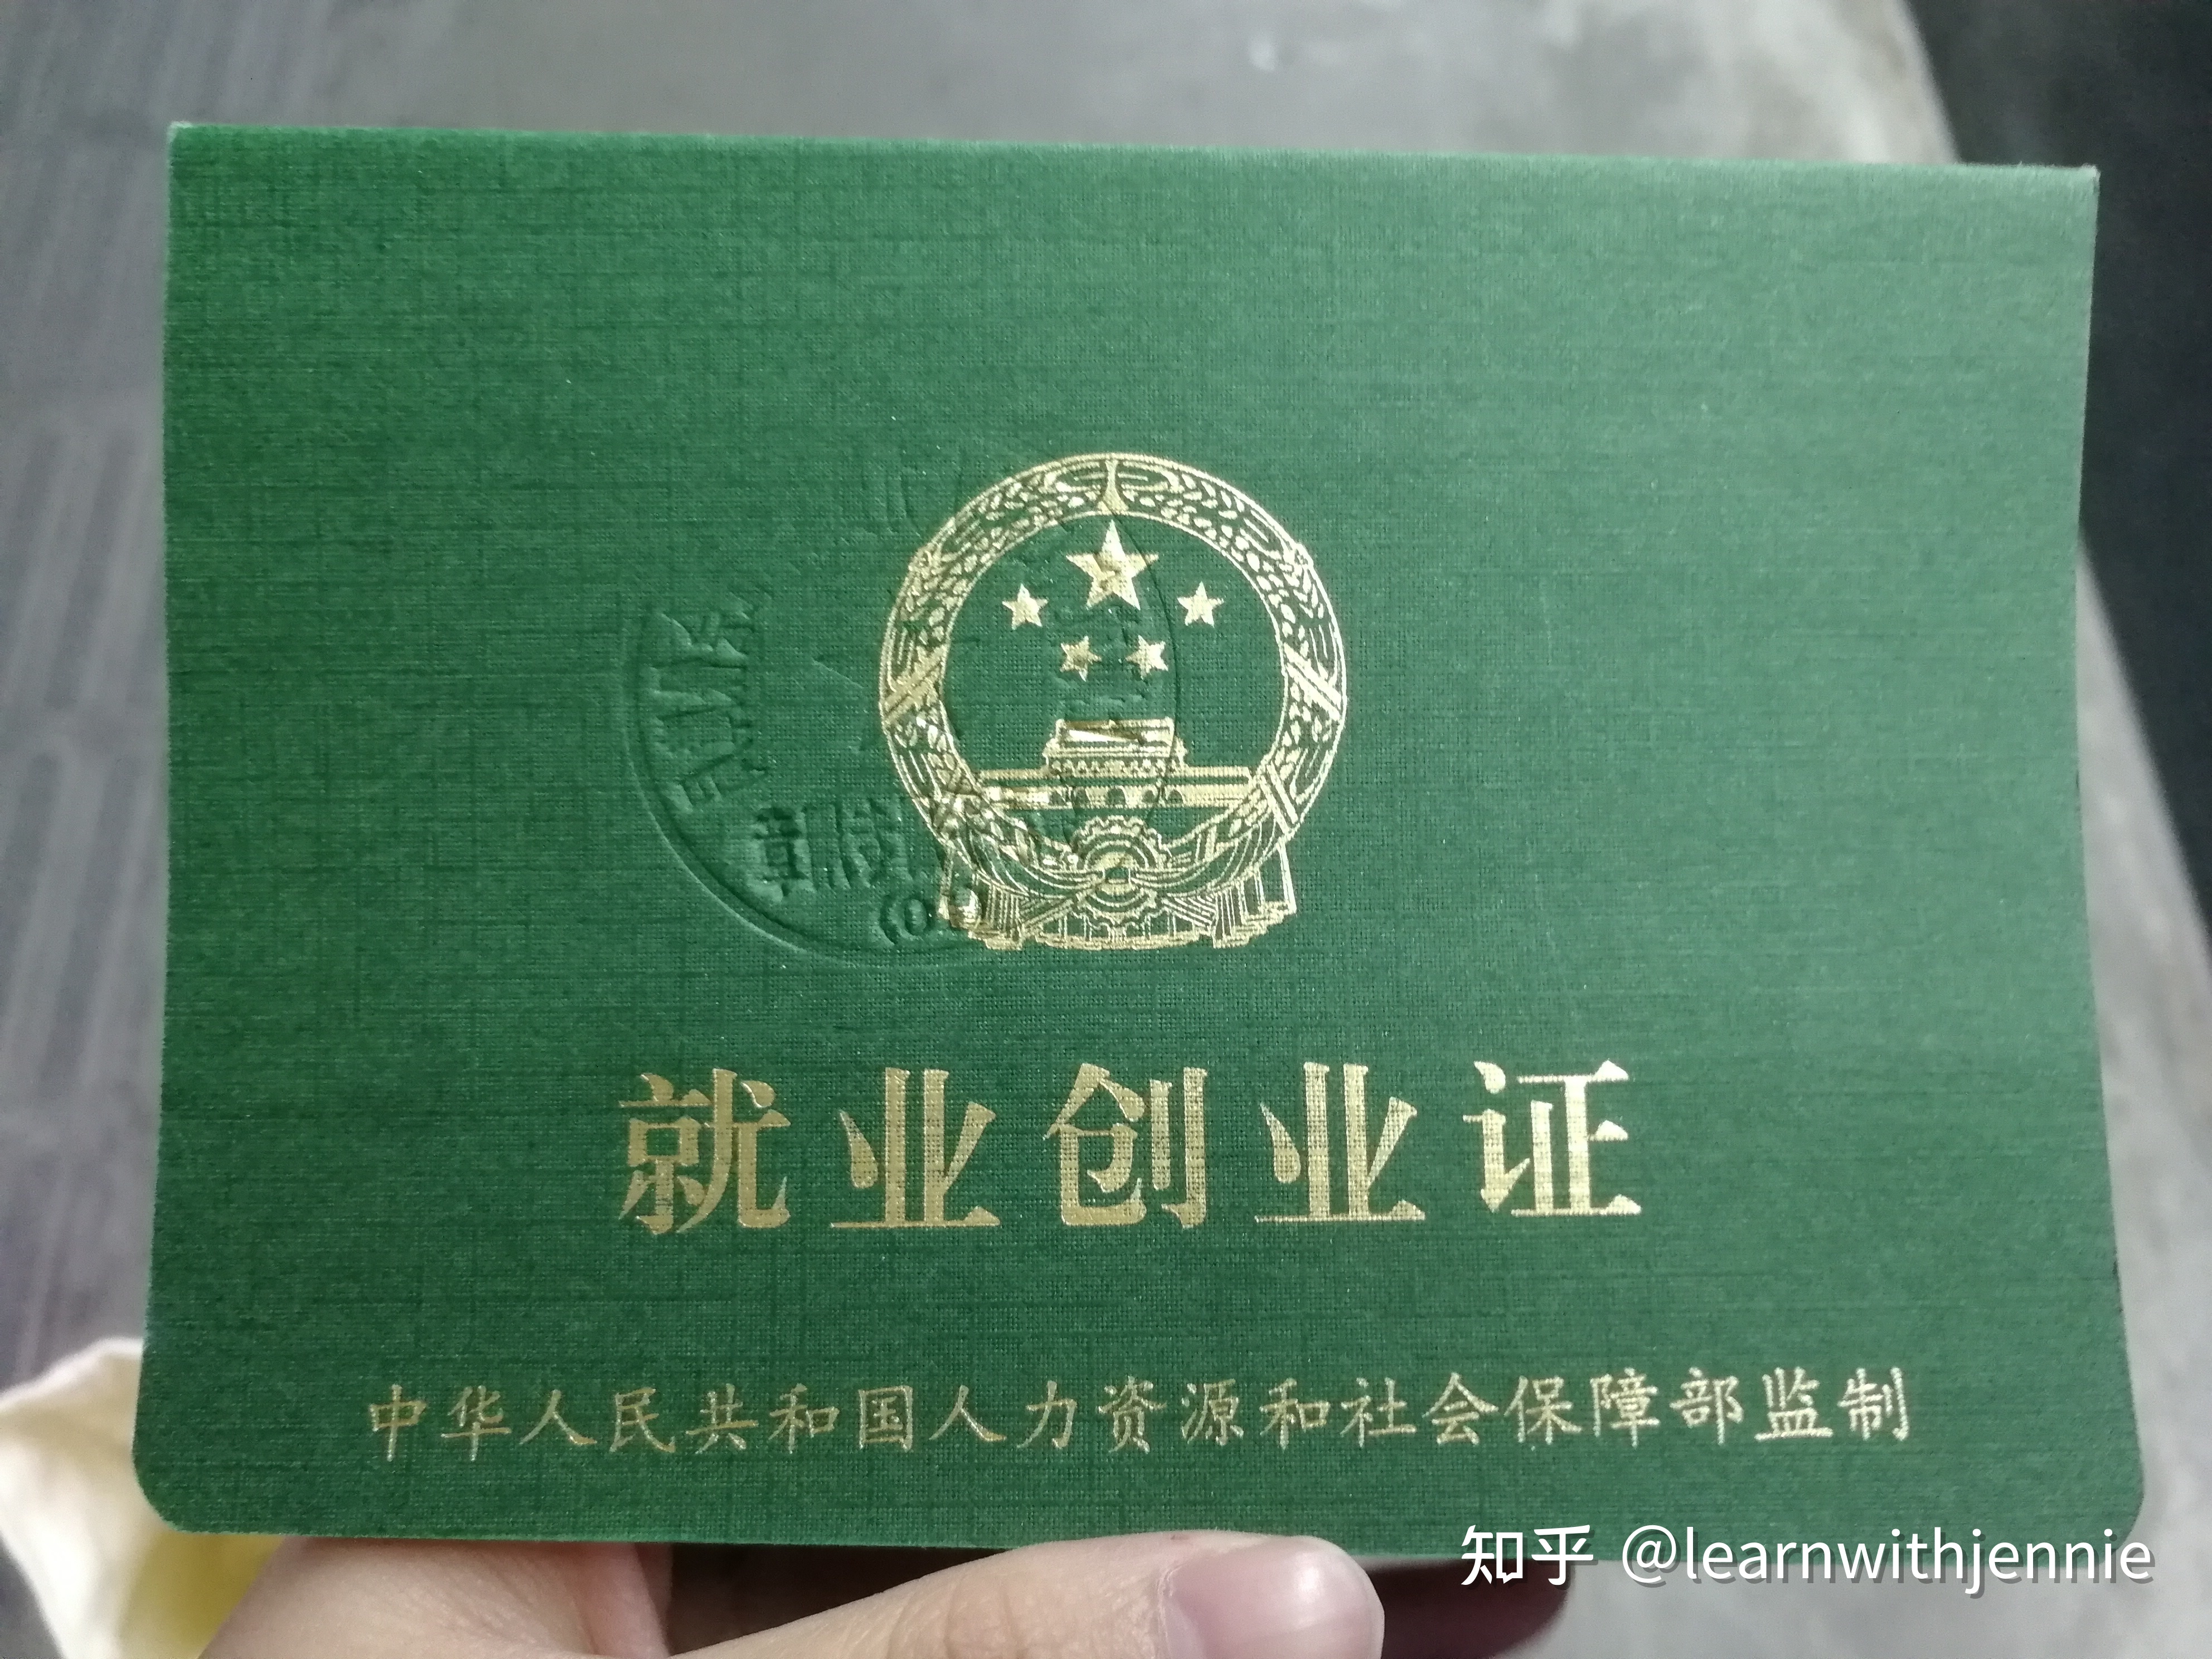 就业创业证
中华人民共和国人力资源和社会保障部监制
知乎 @learnwithjennie